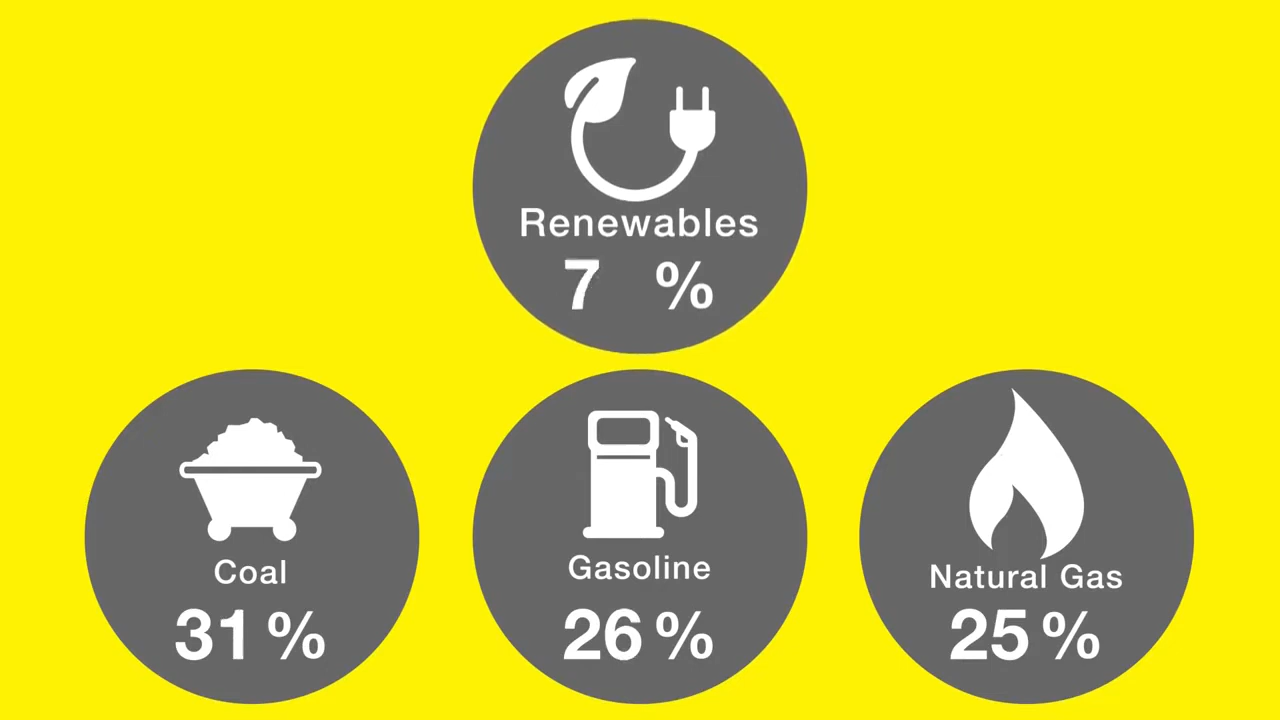 Renewables
7 %
Coal
31 %
Gasoline
26 %
Natural Gas
25 %